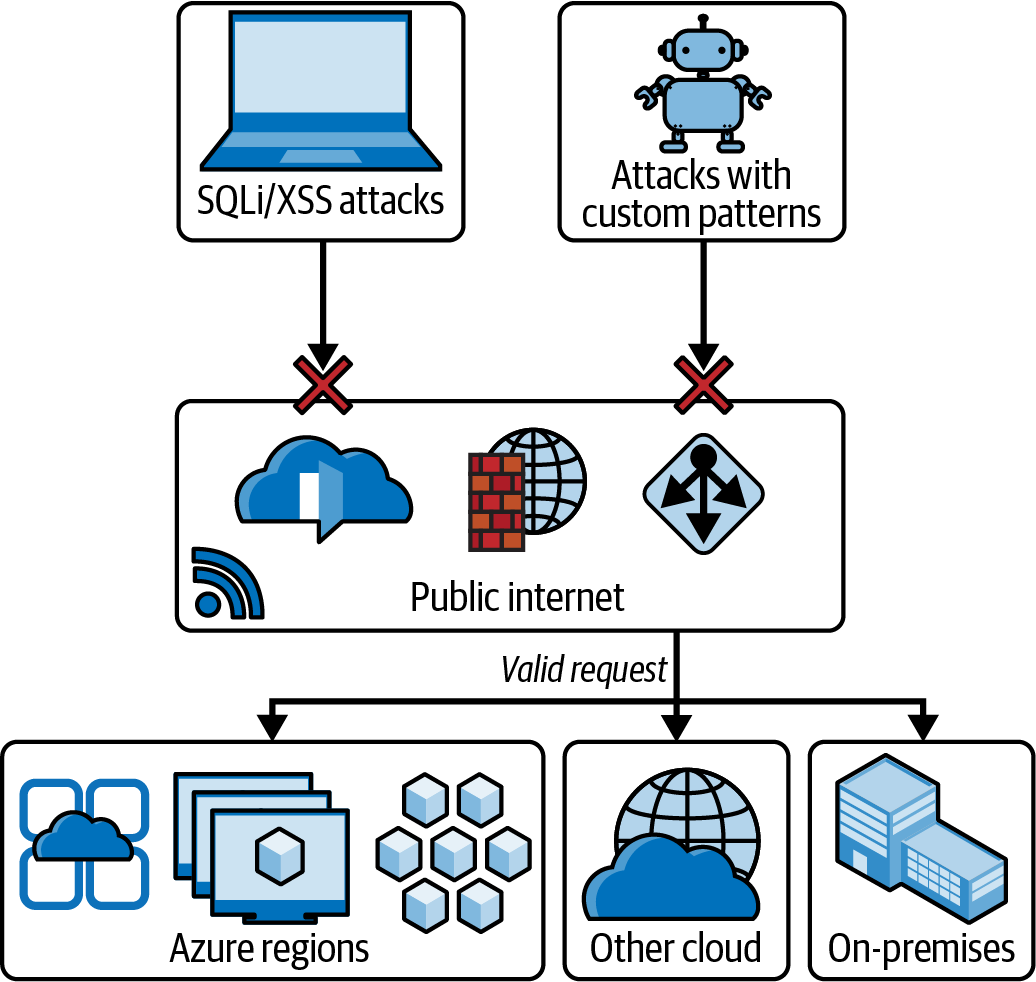 SQLi/XSS attacks
Attacks with
custom patterns
Public internet
Valid request
Azure regions
Other cloud
On-premises